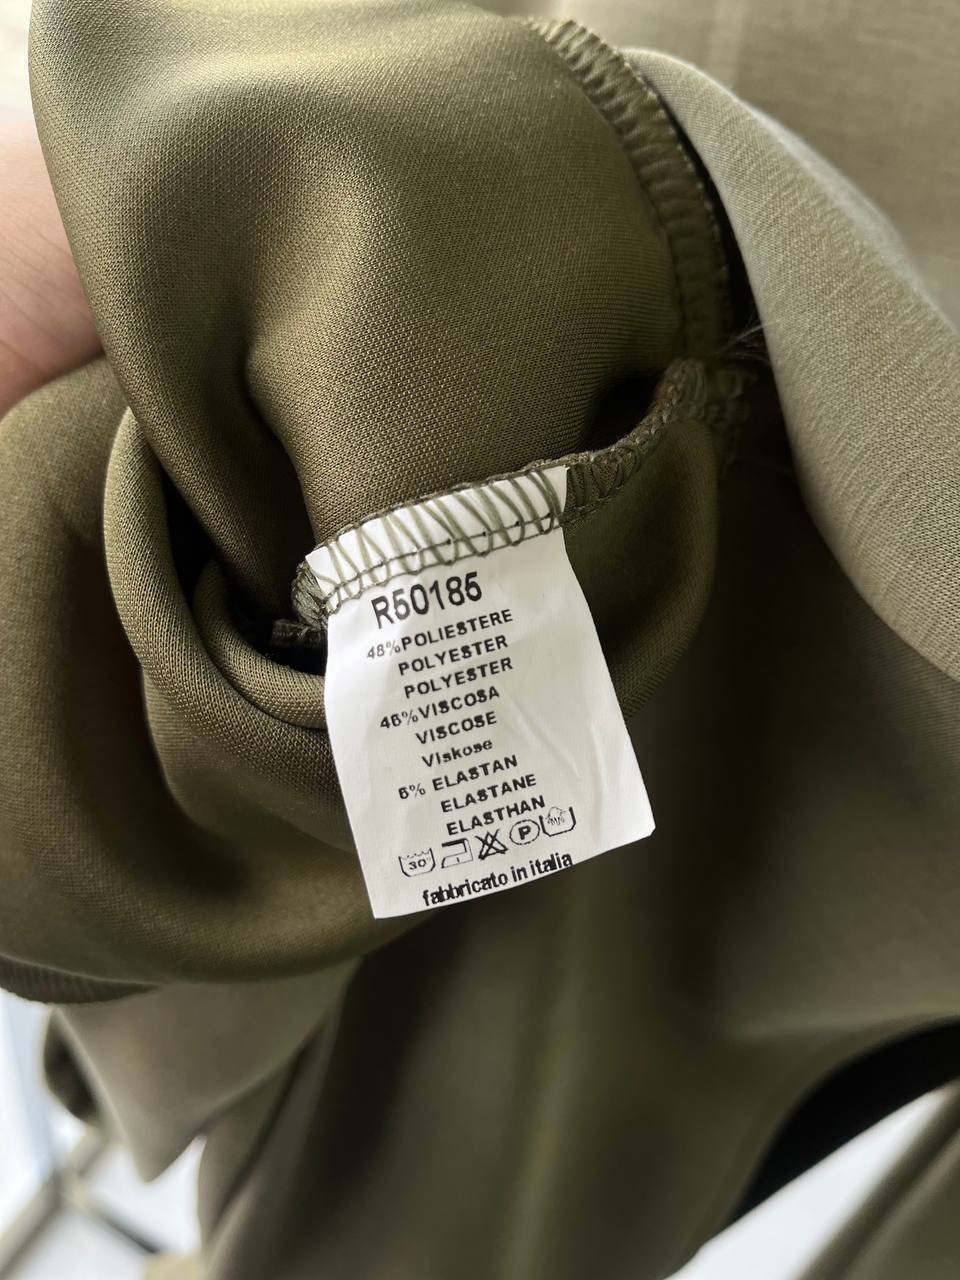 R50185
48%POLIESTERE
POLYESTER
POLYESTER
46%VISCOSA
VISCOSE
Viskose
6% ELASTAN
ELASTANE
ELASTHAN
30 P
fabbricato in italia